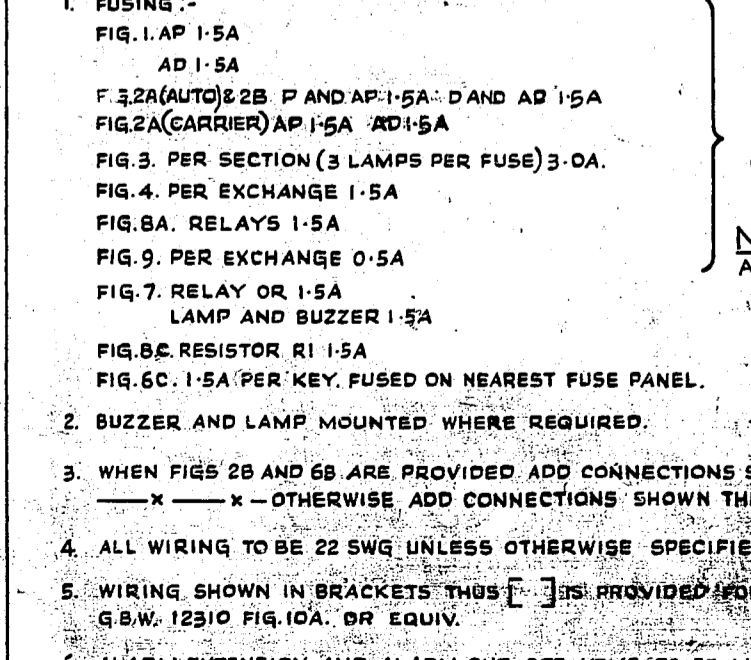 1. FUSING :-
FIG. 1. AP 1·5A
AD 1·5A
F G.2A(AUTO)& 2B P AND AP 1·5A D AND AD 1·5A
FIG.2A(CARRIER) AP 1·5A AD 1·5A
FIG.3. PER SECTION (3 LAMPS PER FUSE) 3·0A.
FIG.4. PER EXCHANGE 1·5A
FIG.8A. RELAYS 1·5A
FIG.9. PER EXCHANGE 0·5A
FIG.7. RELAY OR 1·5A
LAMP AND BUZZER 1·5A
FIG.8C. RESISTOR R1 1·5A
FIG.6C. 1·5A PER KEY. FUSED ON NEAREST FUSE PANEL.
2. BUZZER AND LAMP MOUNTED WHERE REQUIRED.
3. WHEN FIGS 2B AND 6B ARE PROVIDED ADD CONNECTIONS S
—— x —— x — OTHERWISE ADD CONNECTIONS SHOWN TH
4. ALL WIRING TO BE 22 SWG UNLESS OTHERWISE SPECIFIE
5. WIRING SHOWN IN BRACKETS THUS [ ] IS PROVIDED FO
G.B.W. 12310 FIG.10A. OR EQUIV.